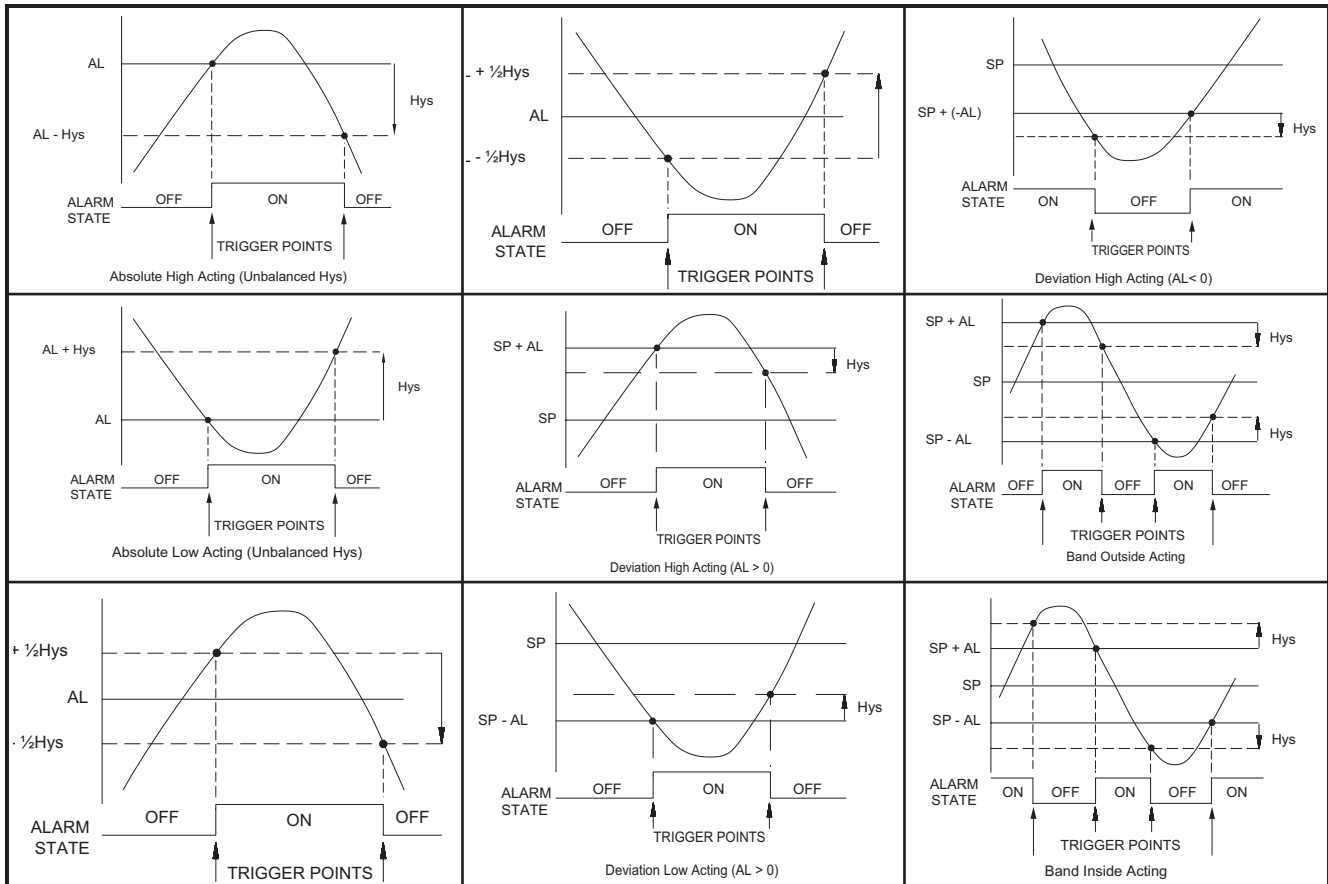 AL
Hys
AL - Hys
OFF
ON
OFF
ALARM
STATE
TRIGGER POINTS
Absolute High Acting (Unbalanced Hys)
+ ½Hys
AL
- ½Hys
OFF
ON
OFF
ALARM
STATE
TRIGGER POINTS
SP
SP + (-AL)
Hys
ALARM
STATE
ON
OFF
ON
TRIGGER POINTS
Deviation High Acting (AL< 0)
AL + Hys
Hys
AL
ALARM
STATE
OFF
ON
OFF
TRIGGER POINTS
Absolute Low Acting (Unbalanced Hys)
SP + AL
Hys
SP
ALARM
STATE
OFF
ON
OFF
TRIGGER POINTS
Deviation High Acting (AL > 0)
SP + AL
Hys
SP
SP - AL
Hys
ALARM
STATE
OFF
ON
OFF
ON
OFF
TRIGGER POINTS
Band Outside Acting
+ ½Hys
AL
- ½Hys
OFF
ON
OFF
ALARM
STATE
TRIGGER POINTS
SP
SP - AL
Hys
ALARM
STATE
OFF
ON
OFF
TRIGGER POINTS
Deviation Low Acting (AL > 0)
Hys
SP + AL
SP
SP - AL
Hys
ALARM
STATE
ON
OFF
ON
OFF
ON
TRIGGER POINTS
Band Inside Acting